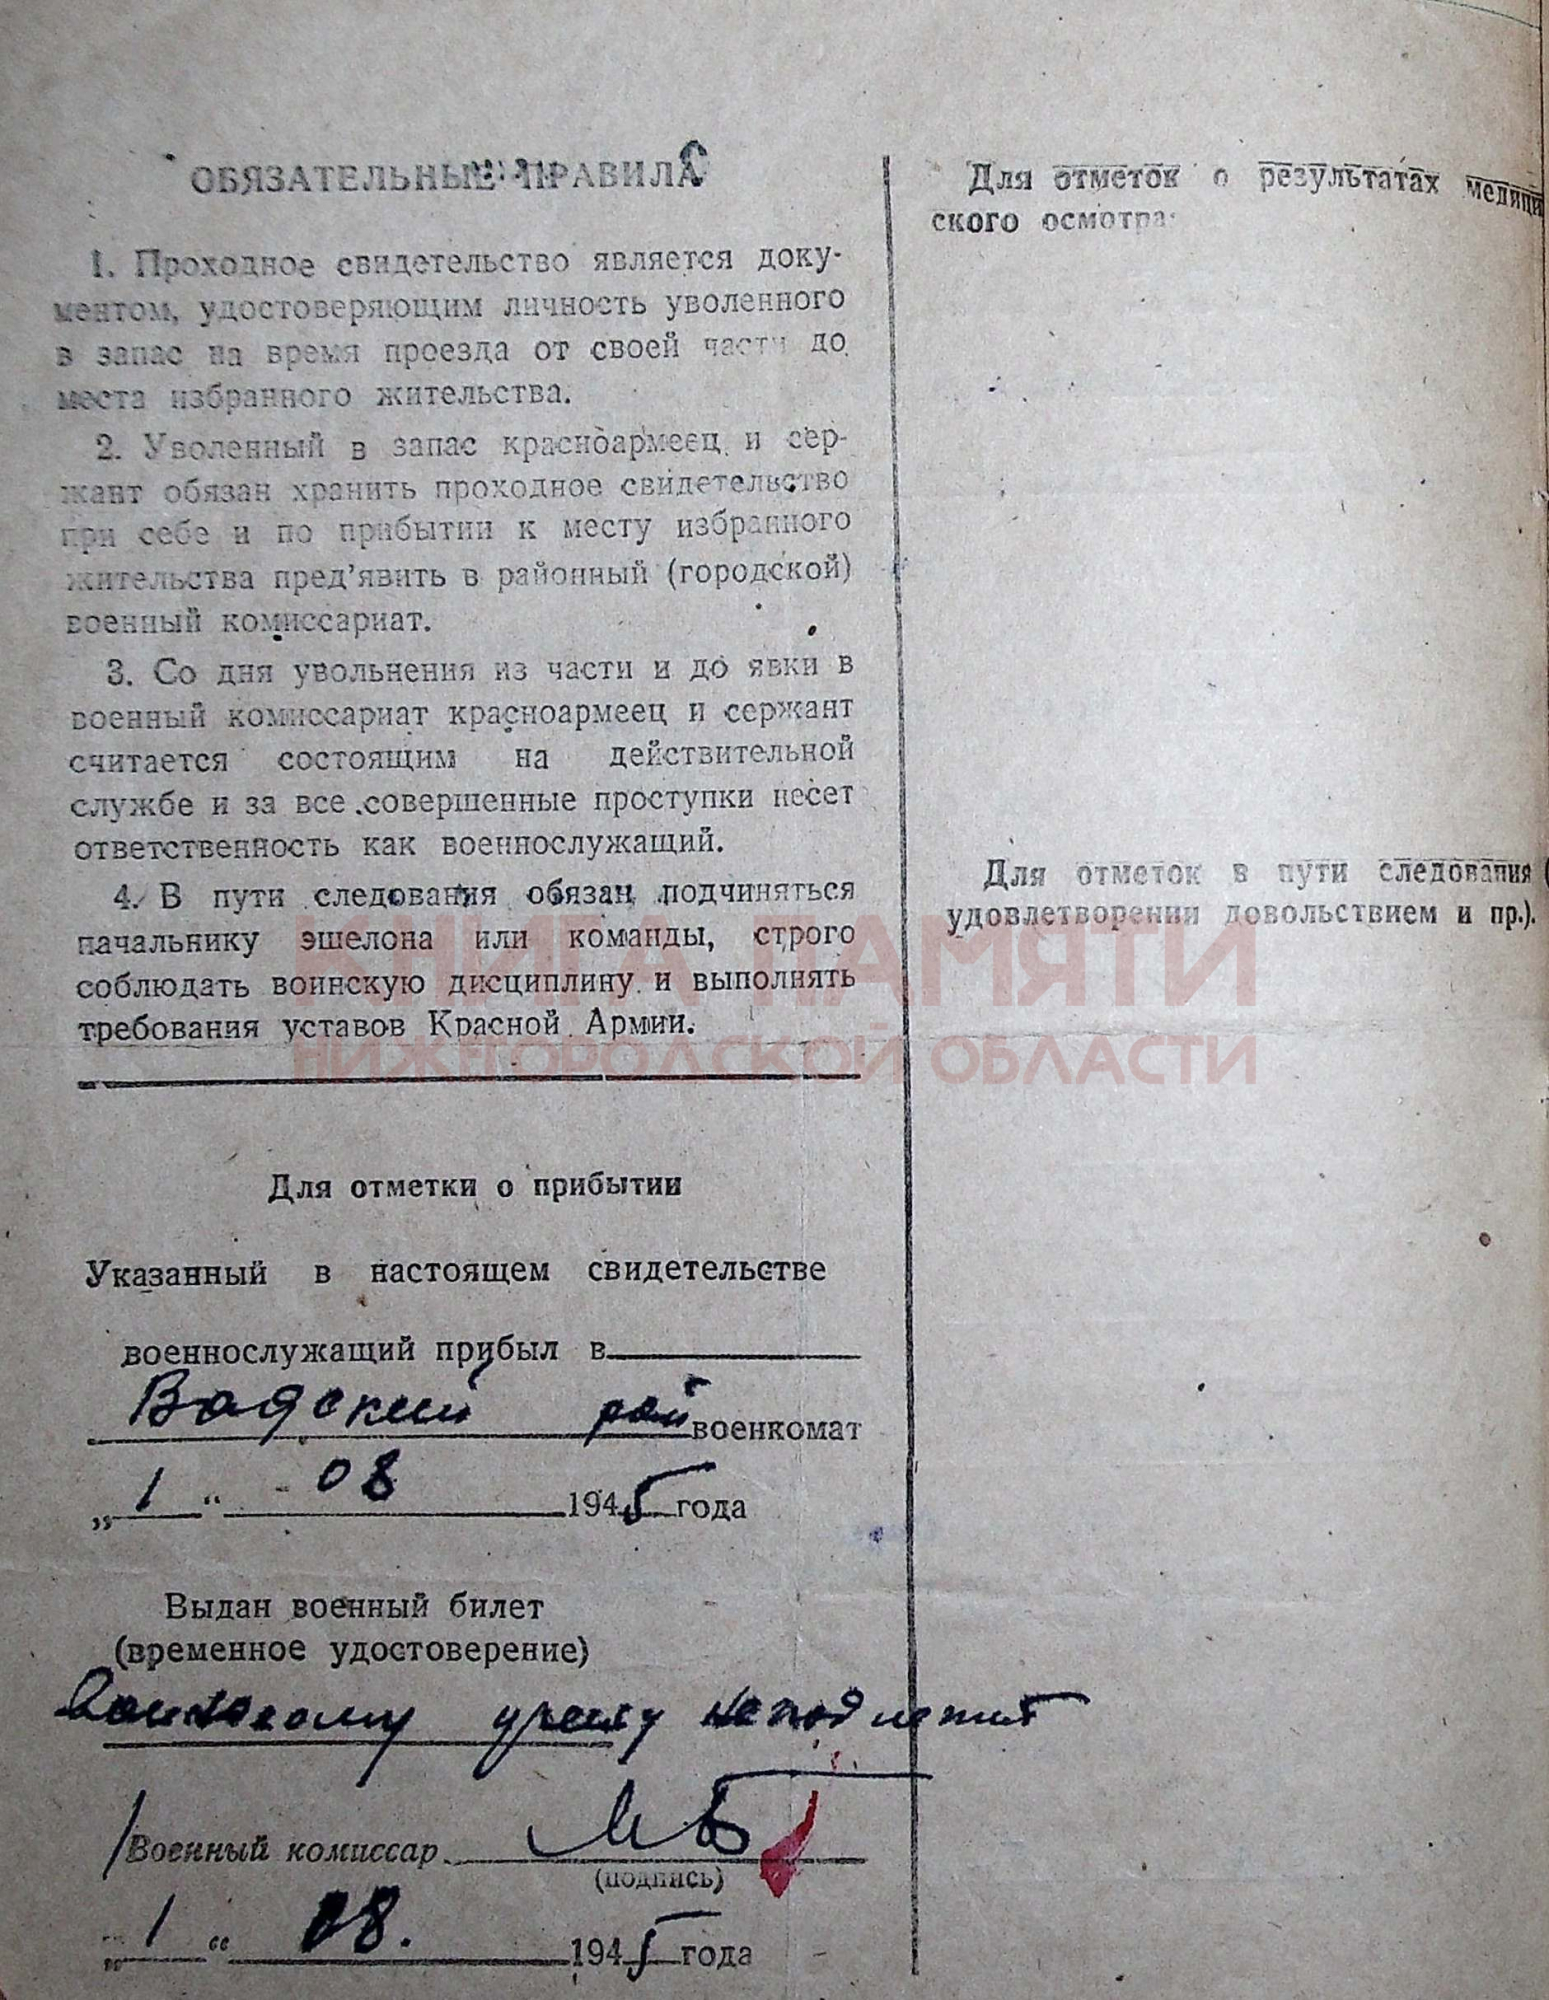 ОБЯЗАТЕЛЬНЫЕ ПРАВИЛА
1. Проходное свидетельство является доку-
ментом, удостоверяющим личность уволенного
в запас на время проезда от своей части до
места избранного жительства.
2. Уволенный в запас красноармеец и сер-
жант обязан хранить проходное свидетельство
при себе и по прибытии к месту избранного
жительства пред'явить в районный (городской)
военный комиссариат.
3. Со дня увольнения из части и до явки в
военный комиссариат красноармеец и сержант
считается состоящим на действительной
службе и за все совершенные проступки несет
ответственность как военнослужащий.
4. В пути следования обязан подчиняться
начальнику эшелона или команды, строго
соблюдать воинскую дисциплину и выполнять
требования уставов Красной Армии.
Для отметки о прибытии
Указанный в настоящем свидетельстве
военнослужащий прибыл в
Вадский рай военкомат
„1“ 08 1945 года
Выдан военный билет
(временное удостоверение)
Воинскому учету не подлежит
/Военный комиссар
(подпись)
„1“ 08. 1945 года
Для отметок о результатах медици
ского осмотра:
Для отметок в пути следования (
удовлетворении довольствием и пр.).
КНИГА ПАМЯТИ
НИЖЕГОРОДСКОЙ ОБЛАСТИ